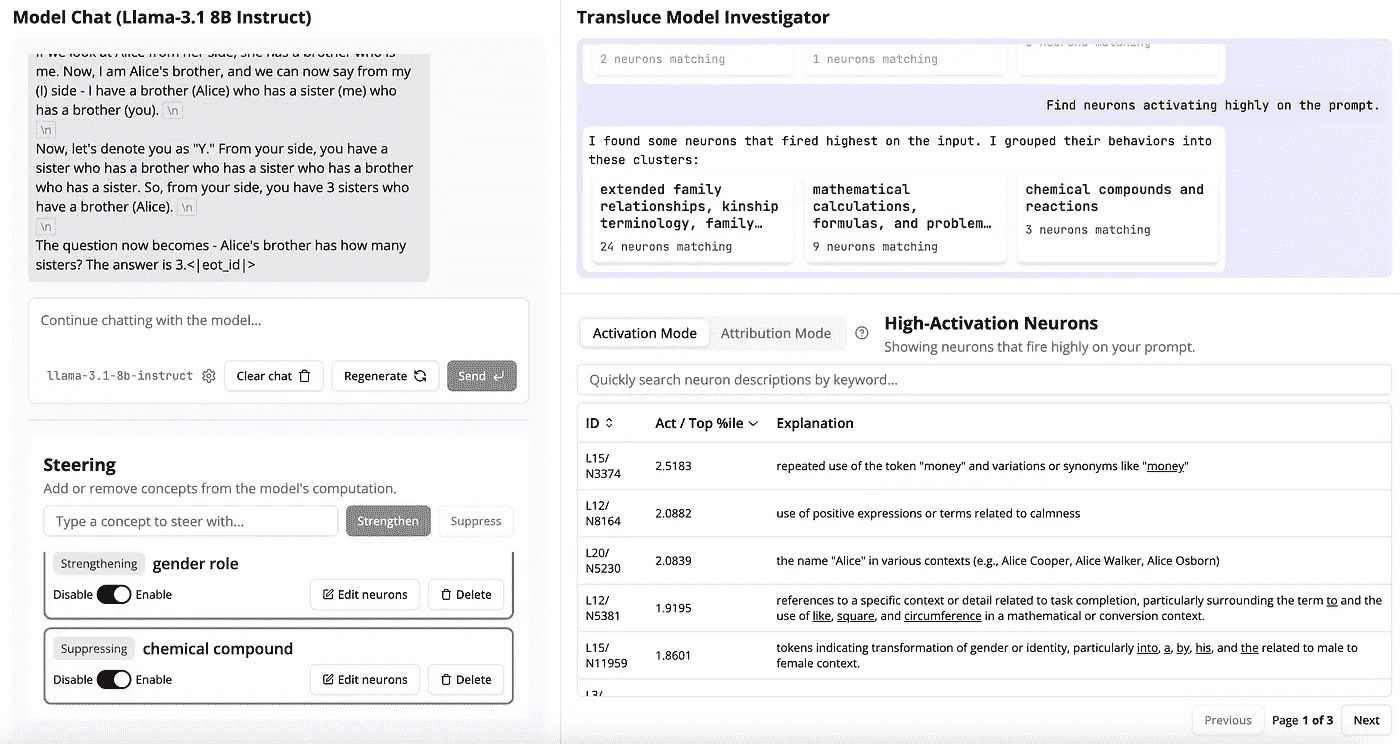 Model Chat (Llama-3.1 8B Instruct)
If we look at Alice from her side, she has a brother who is
me. Now, I am Alice's brother, and we can now say from my
(I) side - I have a brother (Alice) who has a sister (me) who
has a brother (you). \n
\n
Now, let's denote you as "Y." From your side, you have a
sister who has a brother who has a sister who has a brother
who has a sister. So, from your side, you have 3 sisters who
have a brother (Alice). \n
\n
The question now becomes - Alice's brother has how many
sisters? The answer is 3.<|eot_id|>
Continue chatting with the model...
llama-3.1-8b-instruct
Clear chat
Regenerate
Send
Steering
Add or remove concepts from the model's computation.
Type a concept to steer with...
Strengthen
Suppress
Strengthening gender role
Disable Enable
Edit neurons
Delete
Suppressing chemical compound
Disable Enable
Edit neurons
Delete
Transluce Model Investigator
2 neurons matching
1 neurons matching
neurons matching
Find neurons activating highly on the prompt.
I found some neurons that fired highest on the input. I grouped their behaviors into
these clusters:
extended family
relationships, kinship
terminology, family…
24 neurons matching
mathematical
calculations,
formulas, and problem…
9 neurons matching
chemical compounds and
reactions
3 neurons matching
Activation Mode
Attribution Mode
?
High-Activation Neurons
Showing neurons that fire highly on your prompt.
Quickly search neuron descriptions by keyword...
ID Act / Top %ile Explanation
L15/
N3374
2.5183
repeated use of the token "money" and variations or synonyms like "money"
L12/
N8164
2.0882
use of positive expressions or terms related to calmness
L20/
N5230
2.0839
the name "Alice" in various contexts (e.g., Alice Cooper, Alice Walker, Alice Osborn)
L12/
N5381
1.9195
references to a specific context or detail related to task completion, particularly surrounding the term to and the
use of like, square, and circumference in a mathematical or conversion context.
L15/
N11959
1.8601
tokens indicating transformation of gender or identity, particularly into, a, by, his, and the related to male to
female context.
L3/
Previous
Page 1 of 3
Next